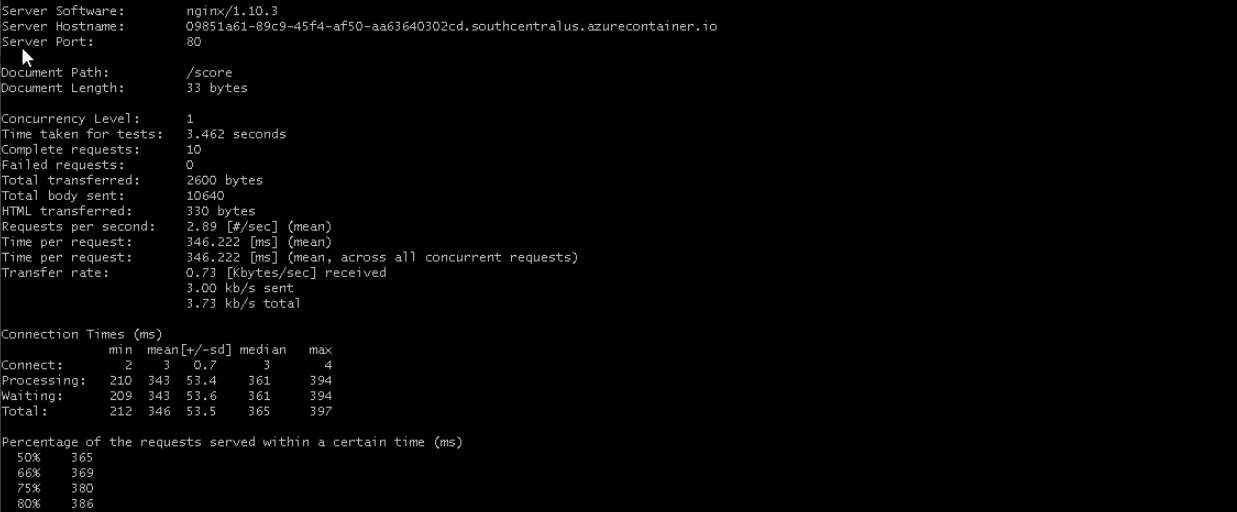 Server Software:        nginx/1.10.3
Server Hostname:        09851a61-89c9-45f4-af50-aa63640302cd.southcentralus.azurecontainer.io
Server Port:            80
Document Path:          /score
Document Length:        33 bytes
Concurrency Level:      1
Time taken for tests:   3.462 seconds
Complete requests:      10
Failed requests:        0
Total transferred:      2600 bytes
Total body sent:        10640
HTML transferred:       330 bytes
Requests per second:    2.89 [#/sec] (mean)
Time per request:       346.222 [ms] (mean)
Time per request:       346.222 [ms] (mean, across all concurrent requests)
Transfer rate:          0.73 [Kbytes/sec] received
                        3.00 kb/s sent
                        3.73 kb/s total
Connection Times (ms)
              min  mean[+/-sd] median   max
Connect:        2    3   0.7      3       4
Processing:   210  343  53.4    361     394
Waiting:      209  343  53.6    361     394
Total:        212  346  53.5    365     397
Percentage of the requests served within a certain time (ms)
  50%    365
  66%    369
  75%    380
  80%    386